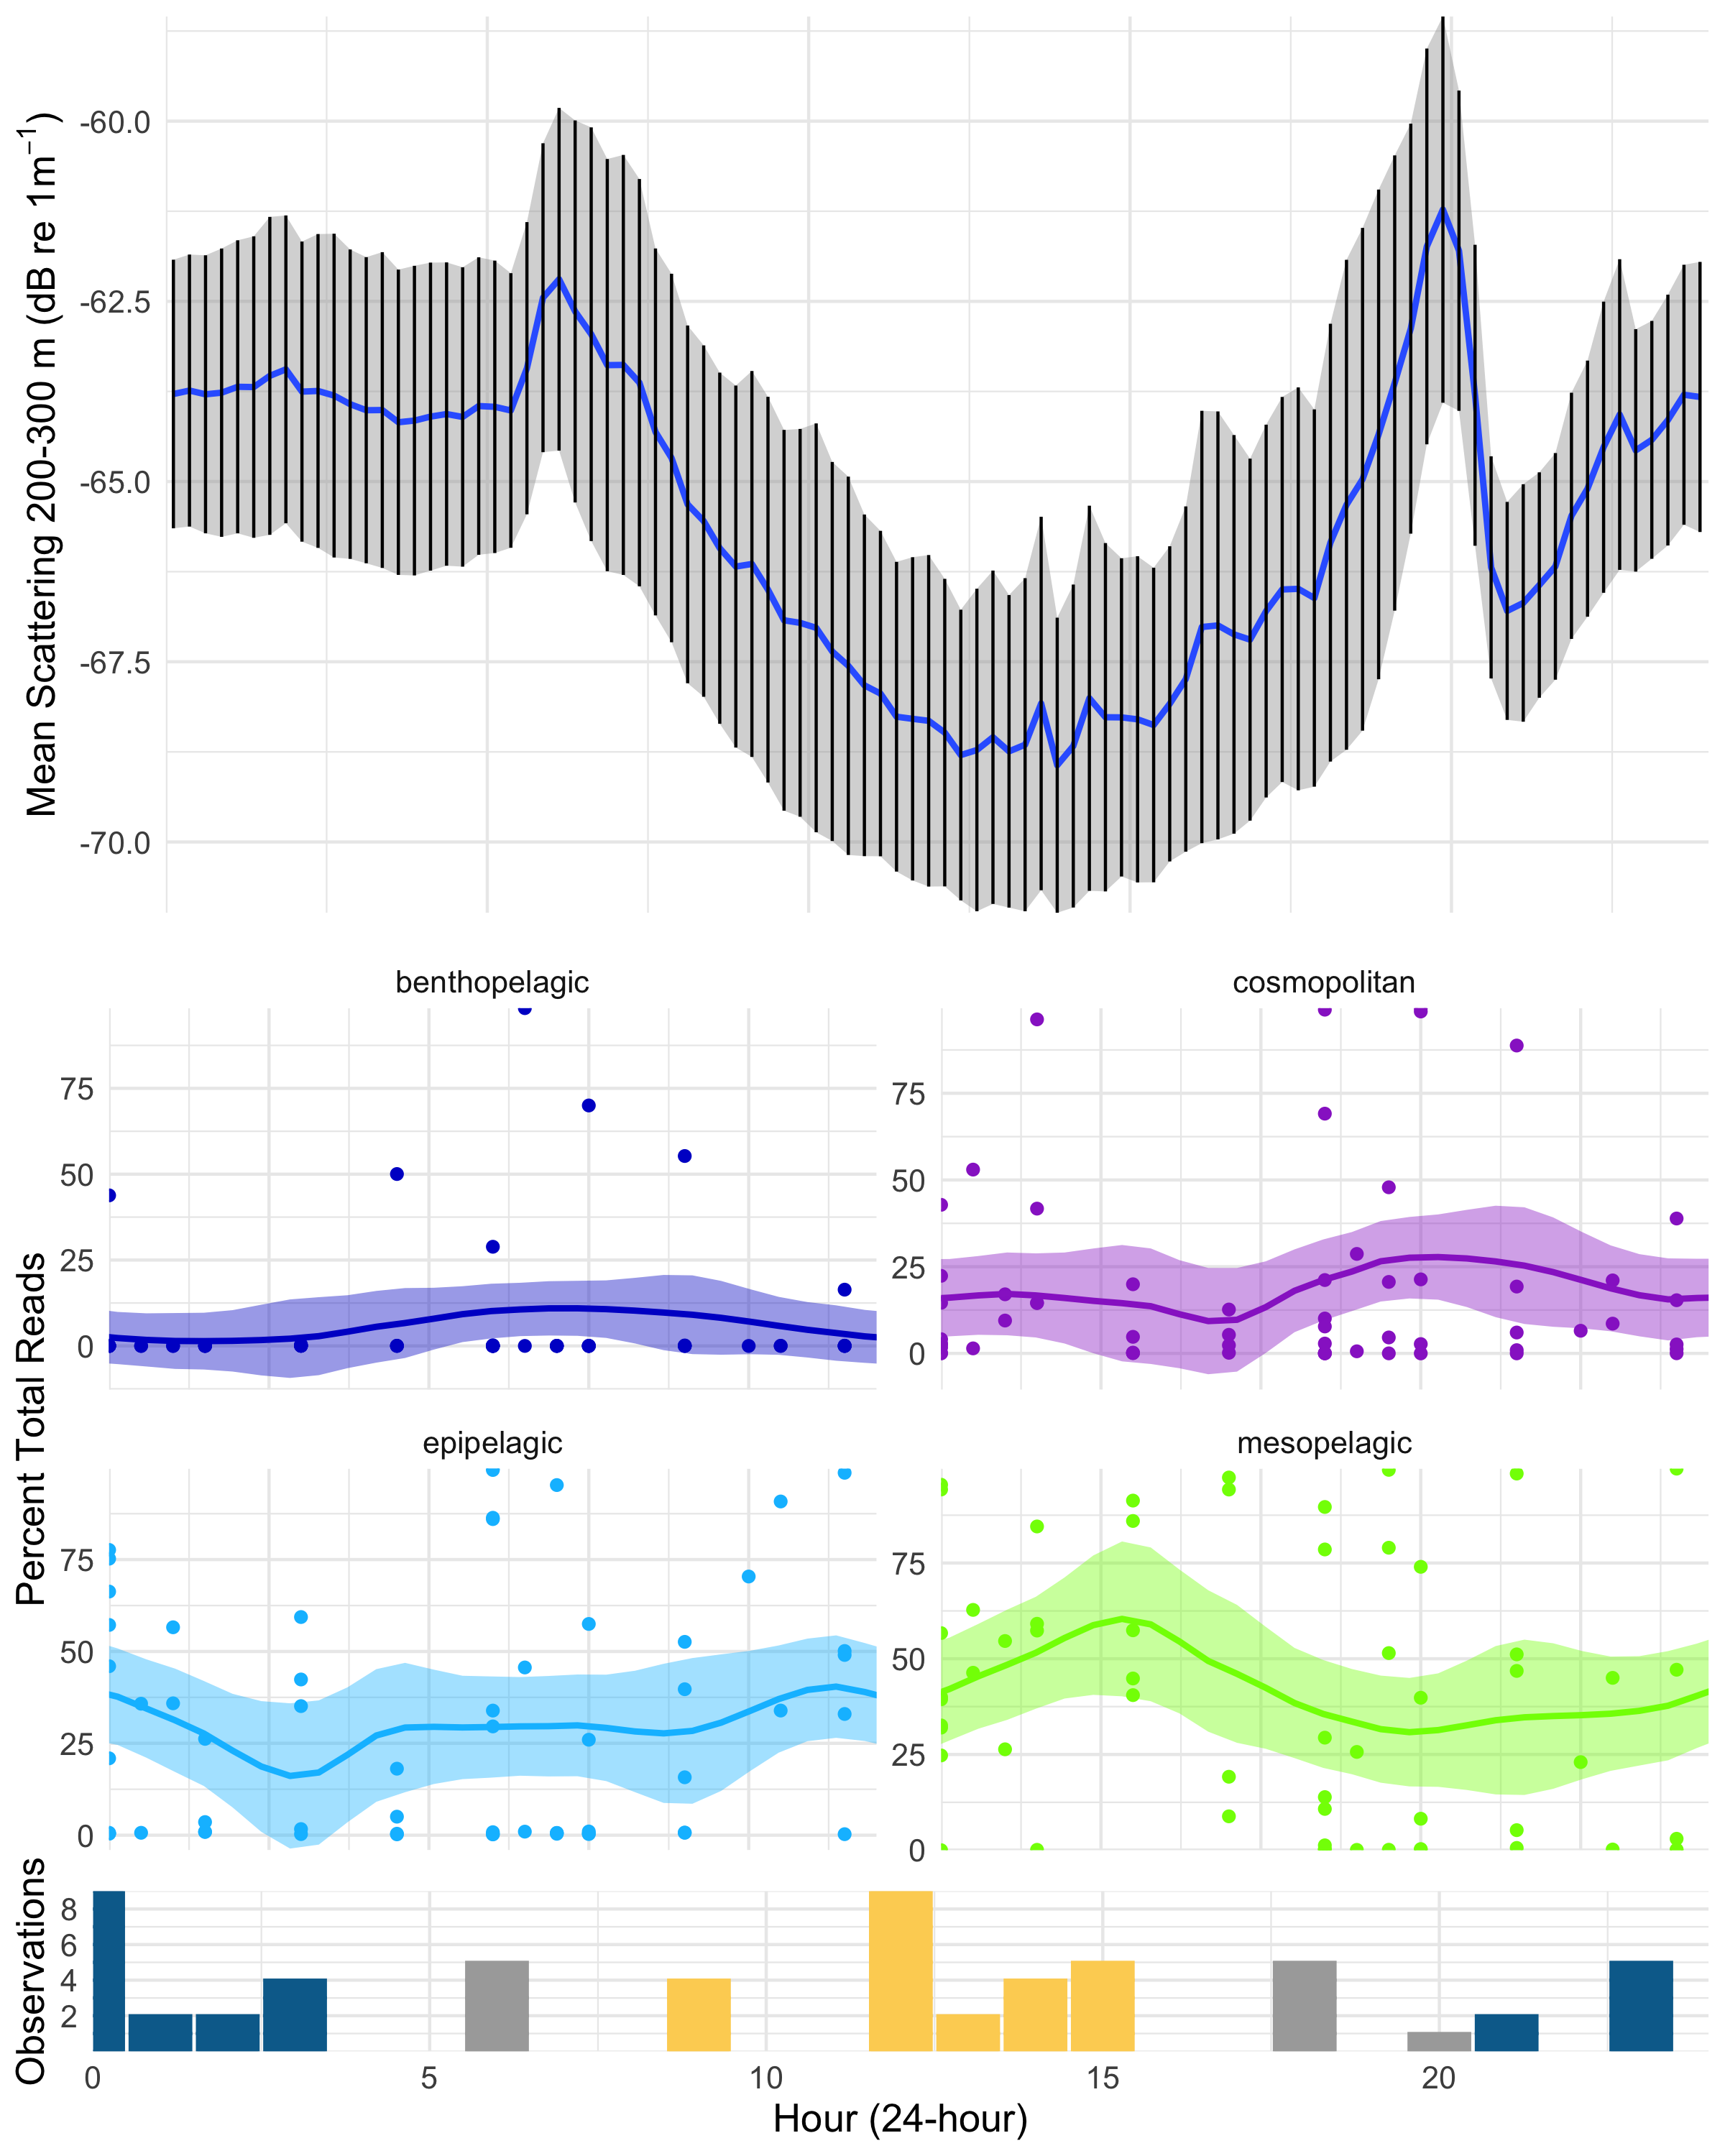 Mean Scattering 200-300 m (dB re 1m⁻¹)
-60.0
-62.5
-65.0
-67.5
-70.0
Percent Total Reads
benthopelagic
75
50
25
0
cosmopolitan
75
50
25
0
epipelagic
75
50
25
0
mesopelagic
75
50
25
0
Observations
8
6
4
2
0 5 10 15 20
Hour (24-hour)